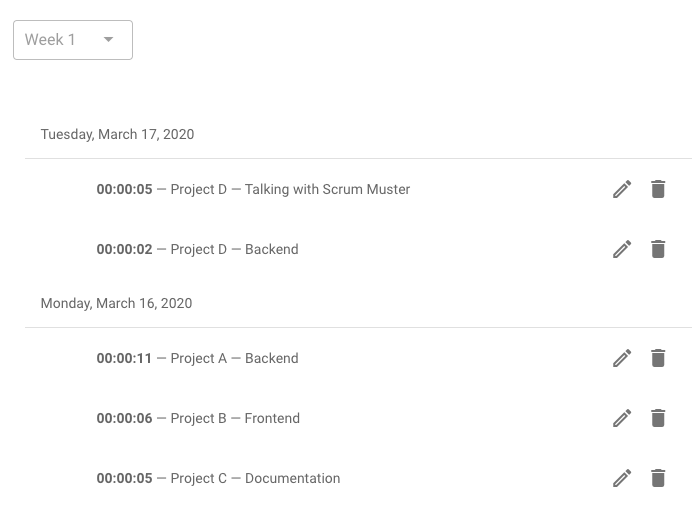 Week 1
Tuesday, March 17, 2020
00:00:05 — Project D — Talking with Scrum Muster
00:00:02 — Project D — Backend
Monday, March 16, 2020
00:00:11 — Project A — Backend
00:00:06 — Project B — Frontend
00:00:05 — Project C — Documentation